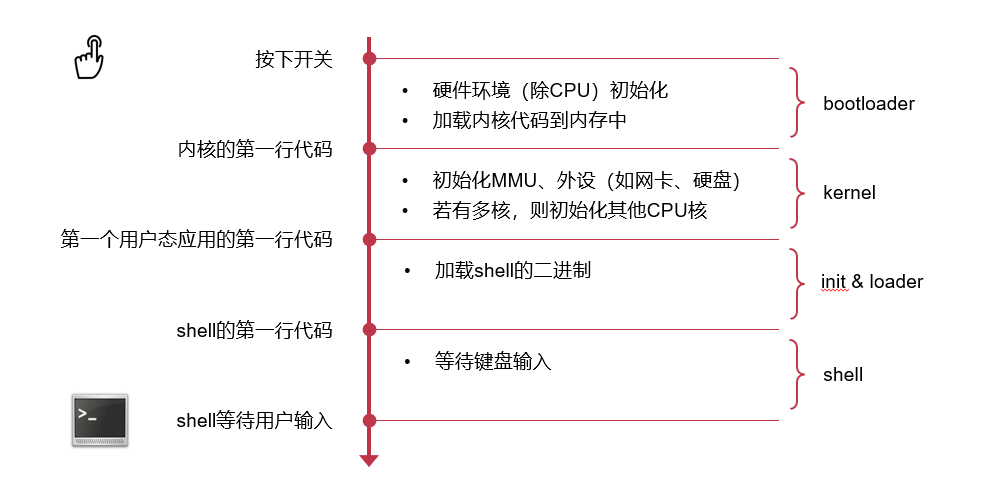 按下开关
• 硬件环境（除CPU）初始化
• 加载内核代码到内存中
bootloader
内核的第一行代码
• 初始化MMU、外设（如网卡、硬盘）
• 若有多核，则初始化其他CPU核
kernel
第一个用户态应用的第一行代码
• 加载shell的二进制
init & loader
shell的第一行代码
• 等待键盘输入
shell
>_
shell等待用户输入